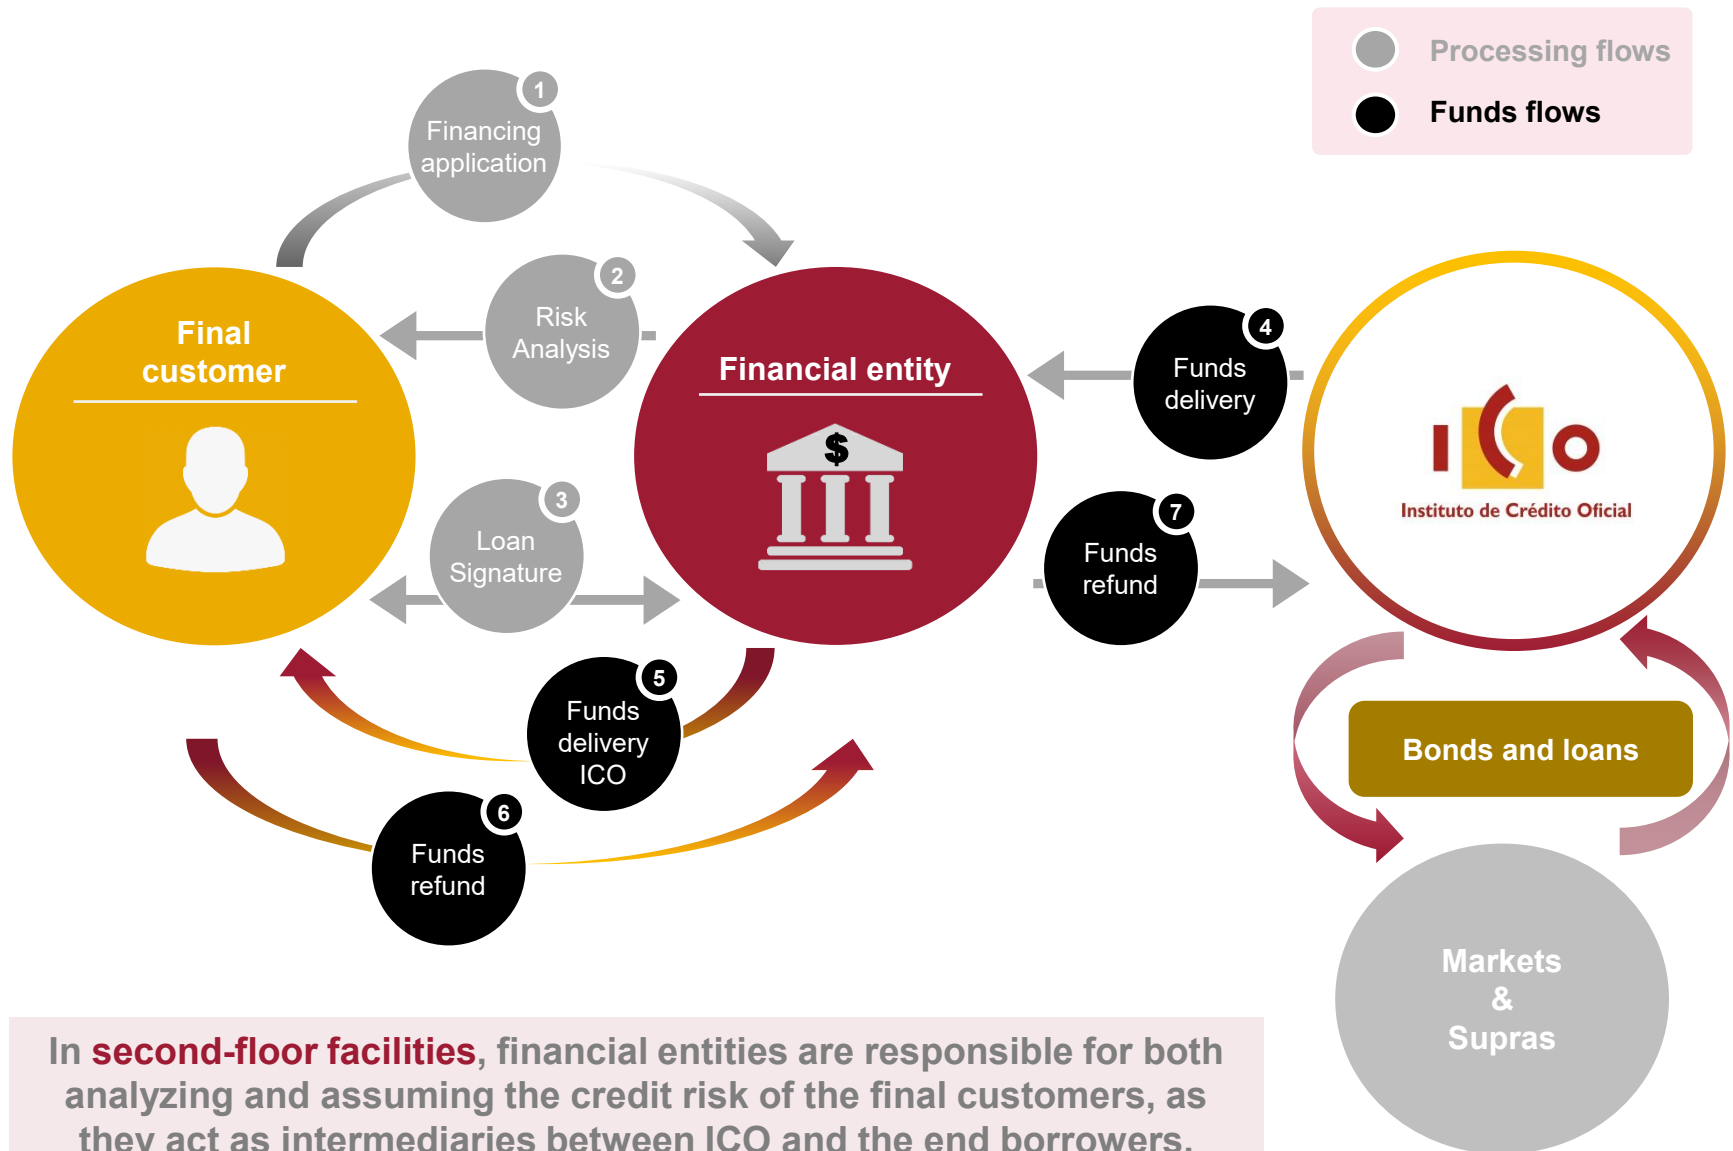 Processing flows
Funds flows
1
Financing
application
2
Risk
Analysis
Final
customer
Financial entity
$
3
Loan
Signature
4
Funds
delivery
7
Funds
refund
ICO
Instituto de Crédito Oficial
5
Funds
delivery
ICO
6
Funds
refund
Bonds and loans
Markets
&
Supras
In second-floor facilities, financial entities are responsible for both
analyzing and assuming the credit risk of the final customers, as
they act as intermediaries between ICO and the end borrowers.